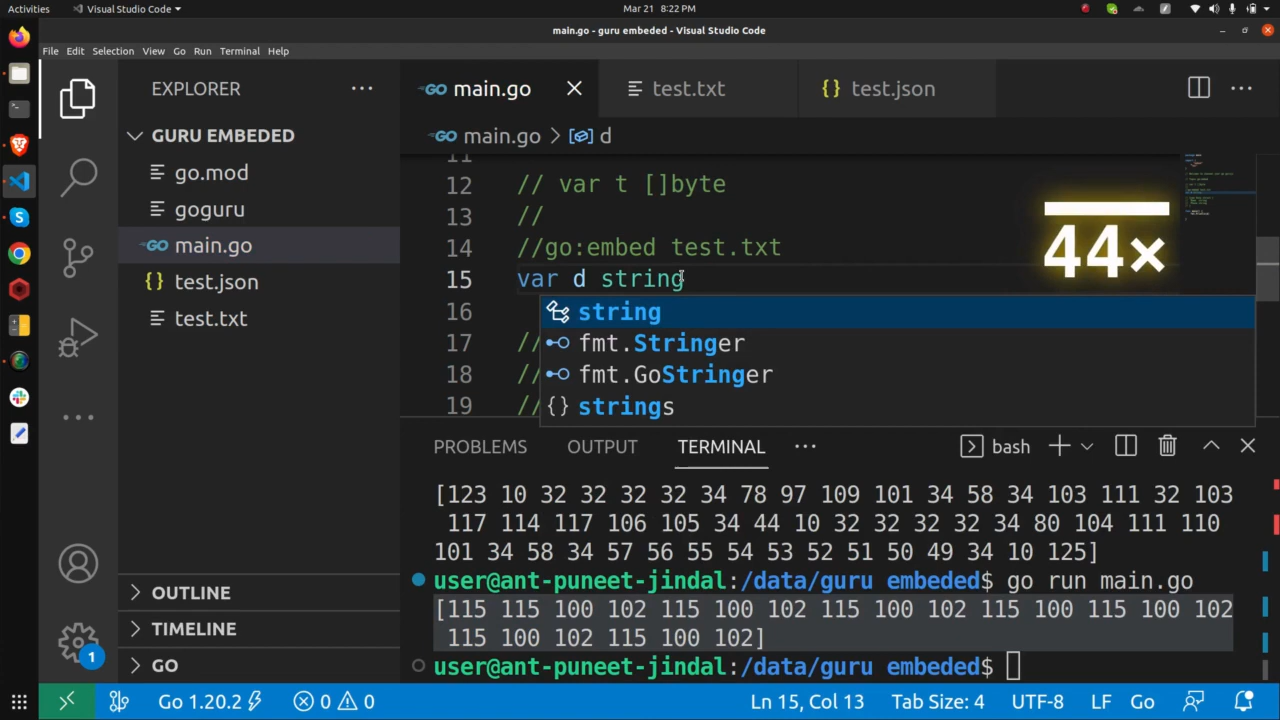 Activities
Visual Studio Code
Mar 21 8:22 PM
main.go - guru embeded - Visual Studio Code
File Edit Selection View Go Run Terminal Help
EXPLORER
GURU EMBEDED
go.mod
goguru
GO main.go
{} test.json
test.txt
OUTLINE
TIMELINE
GO
GO main.go
test.txt
{} test.json
GO main.go > d
11
12 // var t []byte
13 //
14 //go:embed test.txt
15 var d string
16
17 //
18 //
19 //
string
fmt.Stringer
fmt.GoStringer
{} strings
44×
PROBLEMS OUTPUT TERMINAL ··· bash
[123 10 32 32 32 32 34 78 97 109 101 34 58 34 103 111 32 103
117 114 117 106 105 34 44 10 32 32 32 32 34 80 104 111 110
101 34 58 34 57 56 55 54 53 52 51 50 49 34 10 125]
user@ant-puneet-jindal:/data/guru embeded$ go run main.go
[115 115 100 102 115 100 102 115 100 102 115 100 115 100 102
115 100 102 115 100 102]
user@ant-puneet-jindal:/data/guru embeded$
1
Go 1.20.2 0 0 Ln 15, Col 13 Tab Size: 4 UTF-8 LF Go